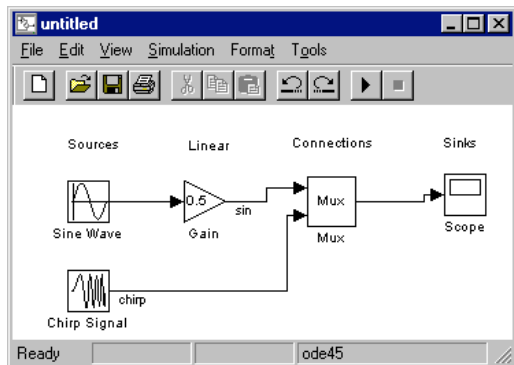 untitled
File Edit View Simulation Format Tools
Sources Linear Connections Sinks
0.5 Mux
sin
Sine Wave Gain Mux Scope
chirp
Chirp Signal
Ready ode45